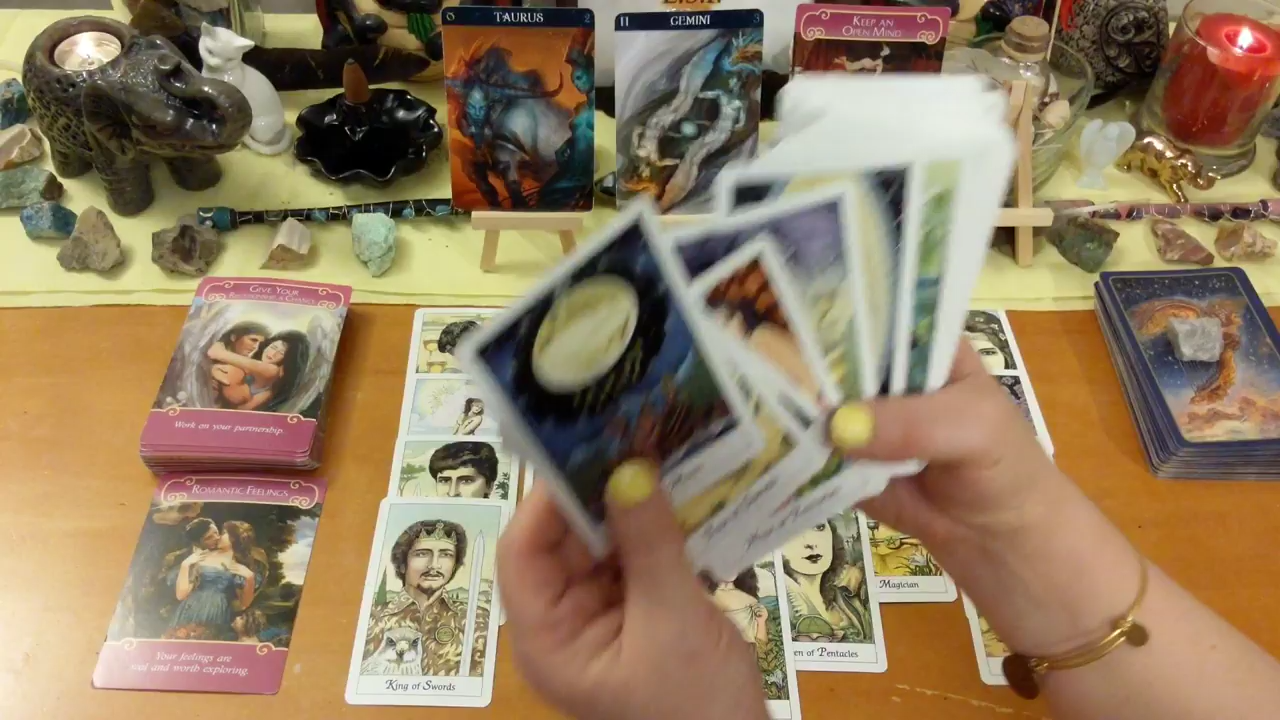 ♉ TAURUS 2
II GEMINI 3
KEEP AN
OPEN MIND
GIVE YOUR
RELATIONSHIP A CHANCE
Work on your partnership.
ROMANTIC FEELINGS
Your feelings are
real and worth exploring.
King of Swords
en of Pentacles
Magician